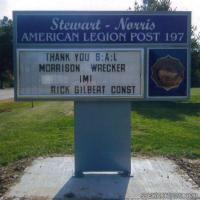 Stewart - Norris
AMERICAN LEGION POST 197
THANK YOU S:A:L
MORRISON WRECKER
IMI
RICK GILBERT CONST